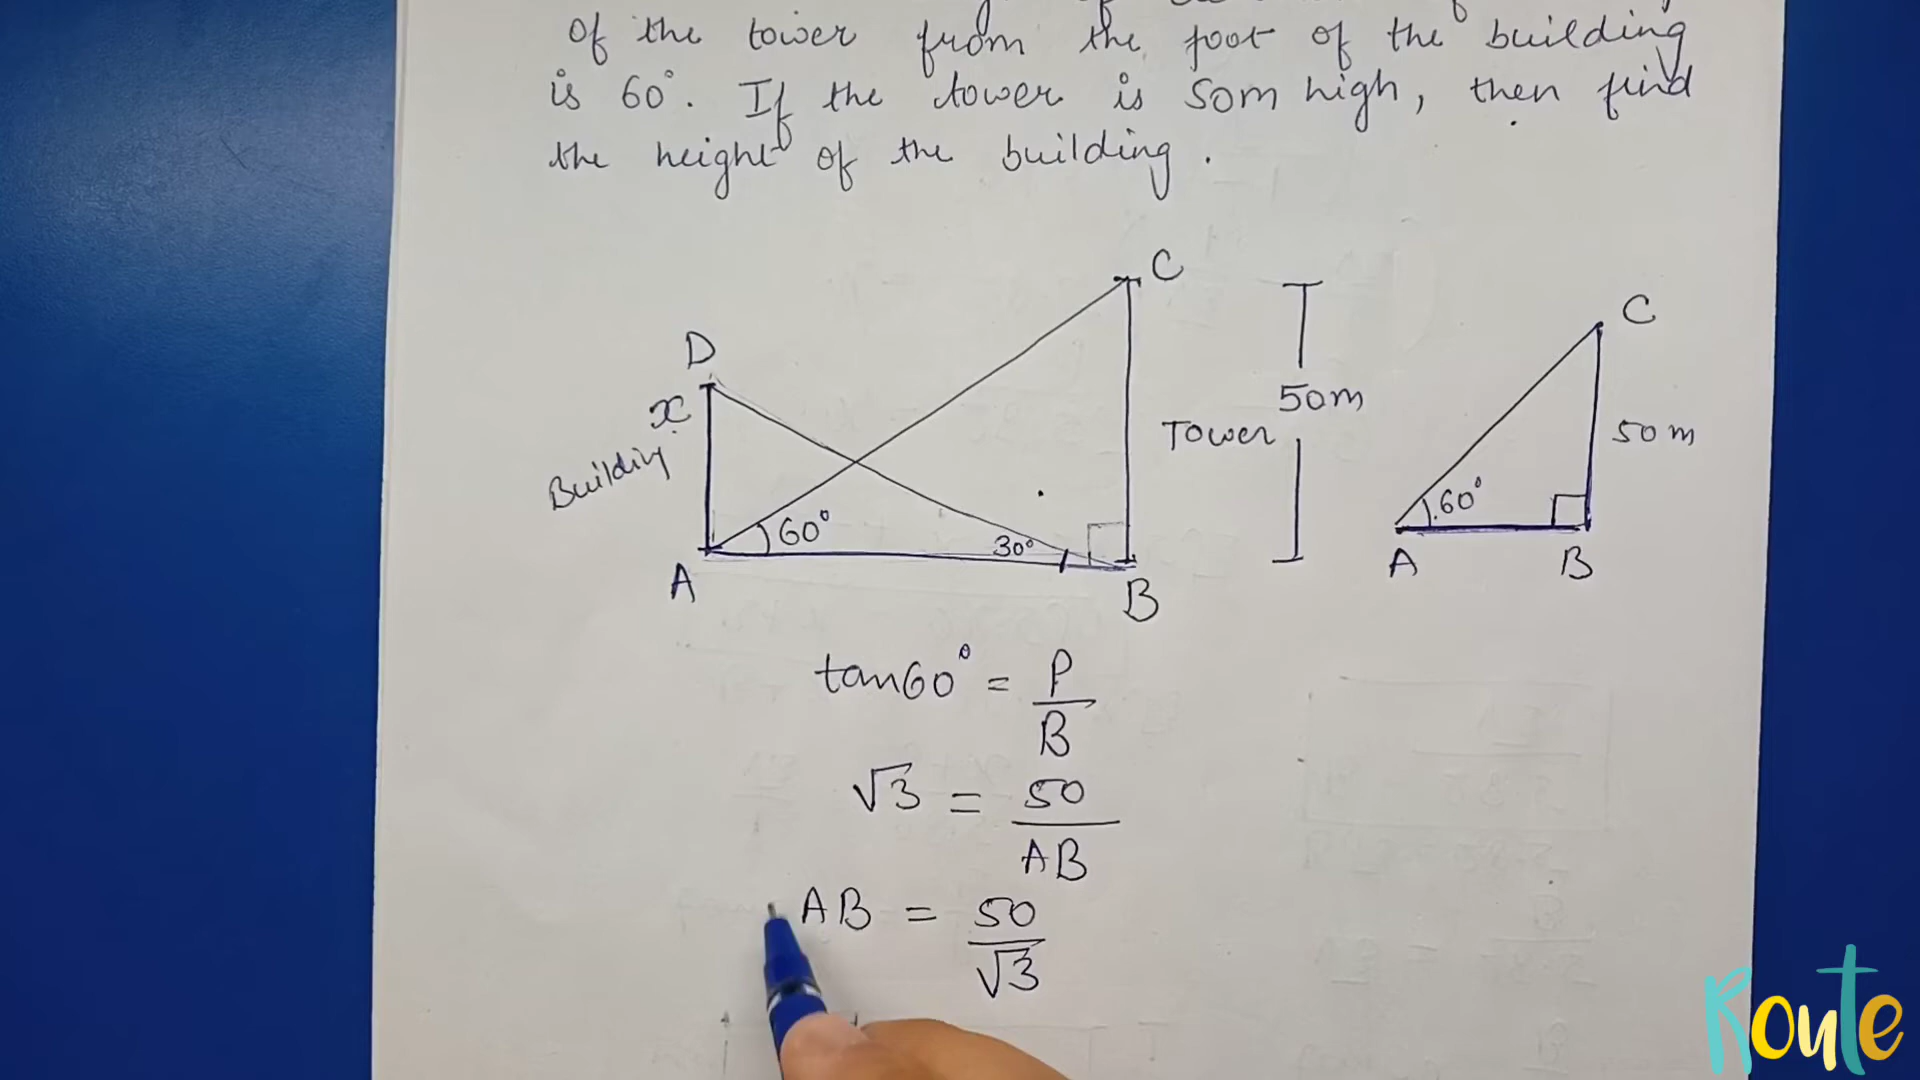 of the tower from the foot of the building
is 60°. If the tower is 50m high, then find
the height of the building.
C
D
x
Building
60°
30°
A
B
Tower
50m
C
50m
60°
A
B
tan60° = P/B
√3 = 50/AB
AB = 50/√3
Route